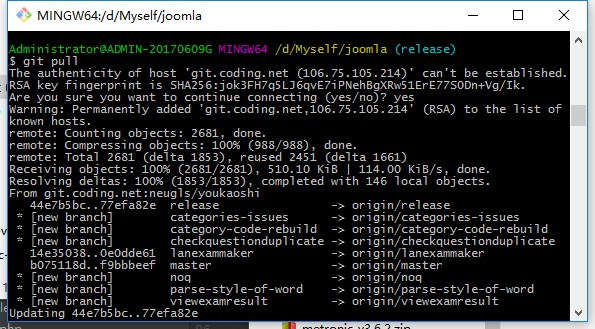 MINGW64:/d/Myself/joomla
Administrator@ADMIN-20170609G MINGW64 /d/Myself/joomla (release)
$ git pull
The authenticity of host 'git.coding.net (106.75.105.214)' can't be established.
RSA key fingerprint is SHA256:jok3FH7q5LJ6qvE7iPNehBgXRw51ErE77SODn+Vg/Ik.
Are you sure you want to continue connecting (yes/no)? yes
Warning: Permanently added 'git.coding.net,106.75.105.214' (RSA) to the list of
known hosts.
remote: Counting objects: 2681, done.
remote: Compressing objects: 100% (988/988), done.
remote: Total 2681 (delta 1853), reused 2451 (delta 1661)
Receiving objects: 100% (2681/2681), 510.10 KiB | 114.00 KiB/s, done.
Resolving deltas: 100% (1853/1853), completed with 146 local objects.
From git.coding.net:neugls/youkaoshi
44e7b5bc..77efa82e release -> origin/release
* [new branch] categories-issues -> origin/categories-issues
* [new branch] category-code-rebuild -> origin/category-code-rebuild
* [new branch] checkquestionduplicate -> origin/checkquestionduplicate
14e35038..0e0dde61 lanexammaker -> origin/lanexammaker
b075118d..f9bbbeef master -> origin/master
* [new branch] noq -> origin/noq
* [new branch] parse-style-of-word -> origin/parse-style-of-word
* [new branch] viewexamresult -> origin/viewexamresult
Updating 44e7b5bc..77efa82e